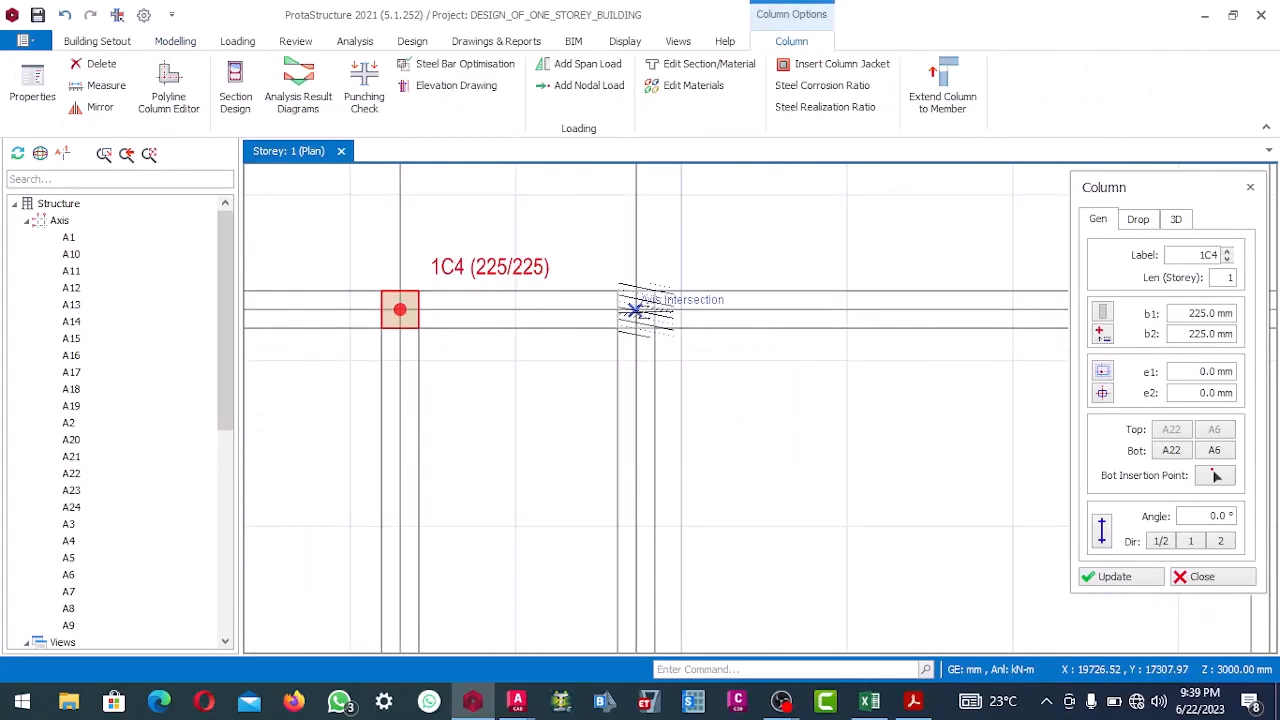 ProtaStructure 2021 (5.1.252) / Project: DESIGN_OF_ONE_STOREY_BUILDING
Column Options
Building Setout Modelling Loading Review Analysis Design Drawings & Reports BIM Display Views Help Column
Properties
Delete
Measure
Mirror
Polyline Column Editor
Section Design
Analysis Result Diagrams
Punching Check
Steel Bar Optimisation
Elevation Drawing
Add Span Load
Add Nodal Load
Loading
Edit Section/Material
Edit Materials
Insert Column Jacket
Steel Corrosion Ratio
Steel Realization Ratio
Extend Column to Member
Storey: 1 (Plan)
Search...
Structure
Axis
A1
A10
A11
A12
A13
A14
A15
A16
A17
A18
A19
A2
A20
A21
A22
A23
A24
A3
A4
A5
A6
A7
A8
A9
Views
1C4 (225/225)
Axis Intersection
Column
Gen Drop 3D
Label: 1C4
Len (Storey): 1
b1: 225.0 mm
b2: 225.0 mm
e1: 0.0 mm
e2: 0.0 mm
Top: A22 A6
Bot: A22 A6
Bot Insertion Point:
Angle: 0.0 °
Dir: 1/2 1 2
Update Close
Enter Command...
GE: mm, Anl: kN-m X : 19726.52 , Y : 17307.97 Z : 3000.00 mm
23°C
9:39 PM
6/22/2023